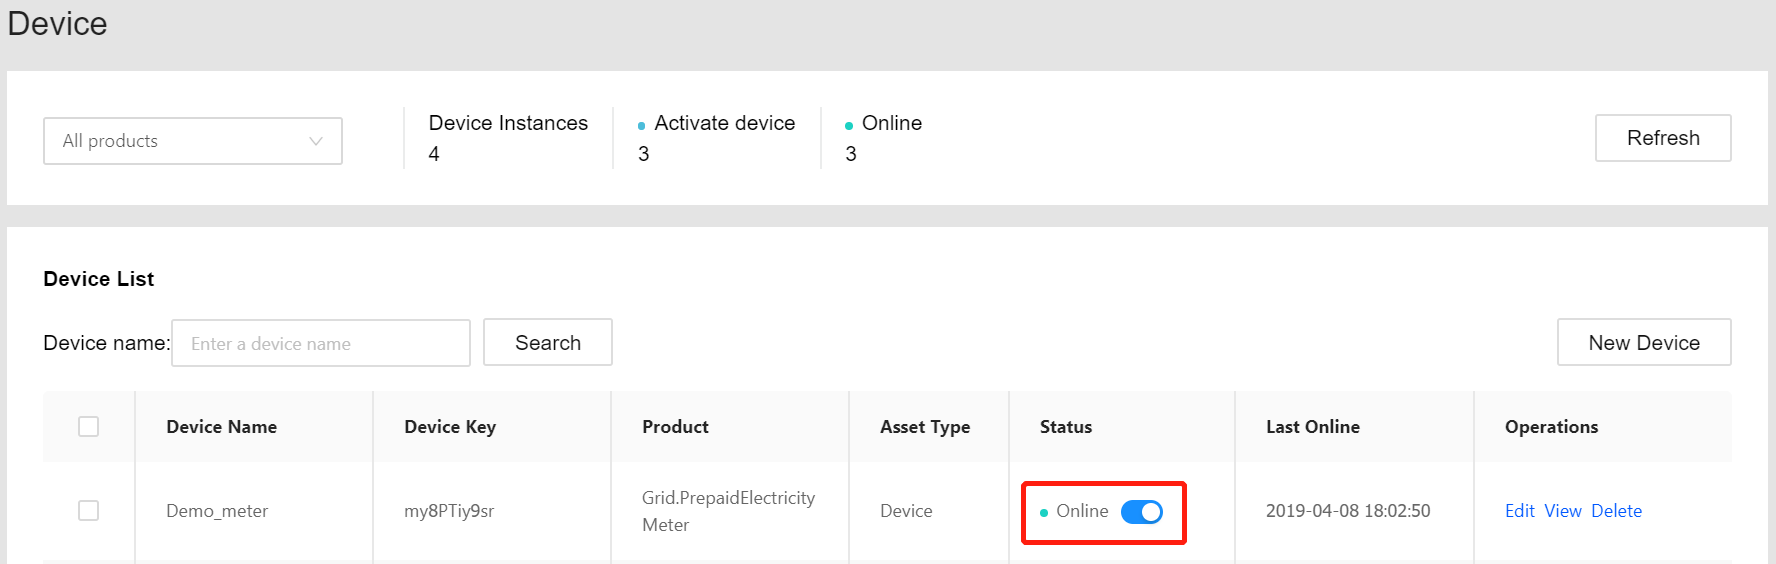 Device
All products
Device Instances
4
Activate device
3
Online
3
Refresh
Device List
Device name:
Enter a device name
Search
New Device
Device Name
Device Key
Product
Asset Type
Status
Last Online
Operations
Demo_meter
my8PTiy9sr
Grid.PrepaidElectricity
Meter
Device
Online
2019-04-08 18:02:50
Edit View Delete